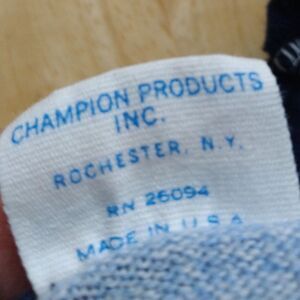 CHAMPION PRODUCTS
INC.
ROCHESTER, N.Y.
RN 26094
MADE IN U.S.A